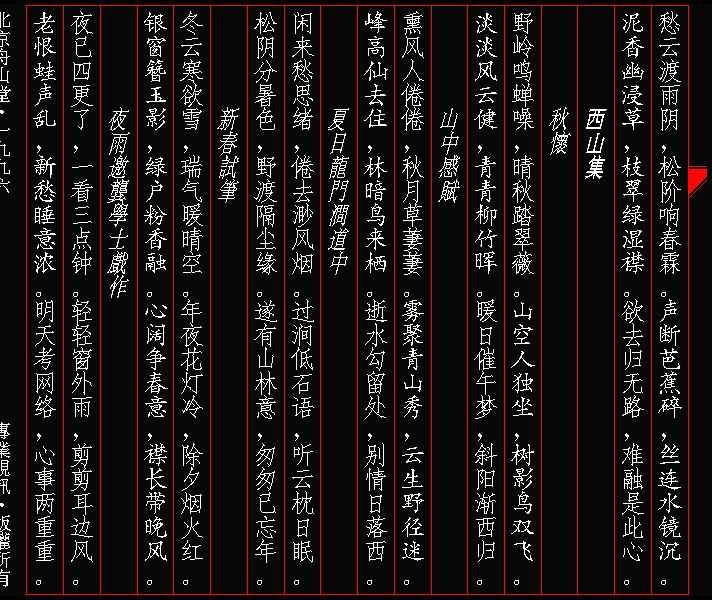 愁云渡雨阴，松阶响春霖。声断芭蕉碎，丝连水镜沉
泥香幽浸草，枝翠绿湿襟。欲去归无路，难融是此心。
西山集
秋懷
野岭鸣蝉噪，晴秋踏翠薇。山空人独坐，树影鸟双飞。
淡淡风云健，青青柳竹晖。暖日催午梦，斜阳渐西归。
山中感賦
薰风人倦倦，秋月草萋萋。雾聚青山秀，云生野径迷。
峰高仙去住，林暗鸟来栖。逝水勾留处，别情日落西。
夏日龍門澗道中
闲来愁思绪，倦去渺风烟。过涧低石语，听云枕日眠。
松阴分暑色，野渡隔尘缘。遂有山林意，匆匆已忘年。
新春試筆
冬云寒欲雪，瑞气暖晴空。年夜花灯冷，除夕烟火红。
银窗簪玉影，绿户粉香融。心阔争春意，襟长带晚风。
夜雨邀龔學士戲作
夜已四更了，一看三点钟。轻轻窗外雨，剪剪耳边风。
老恨蛙声乱，新愁睡意浓。明天考网络，心事两重重。